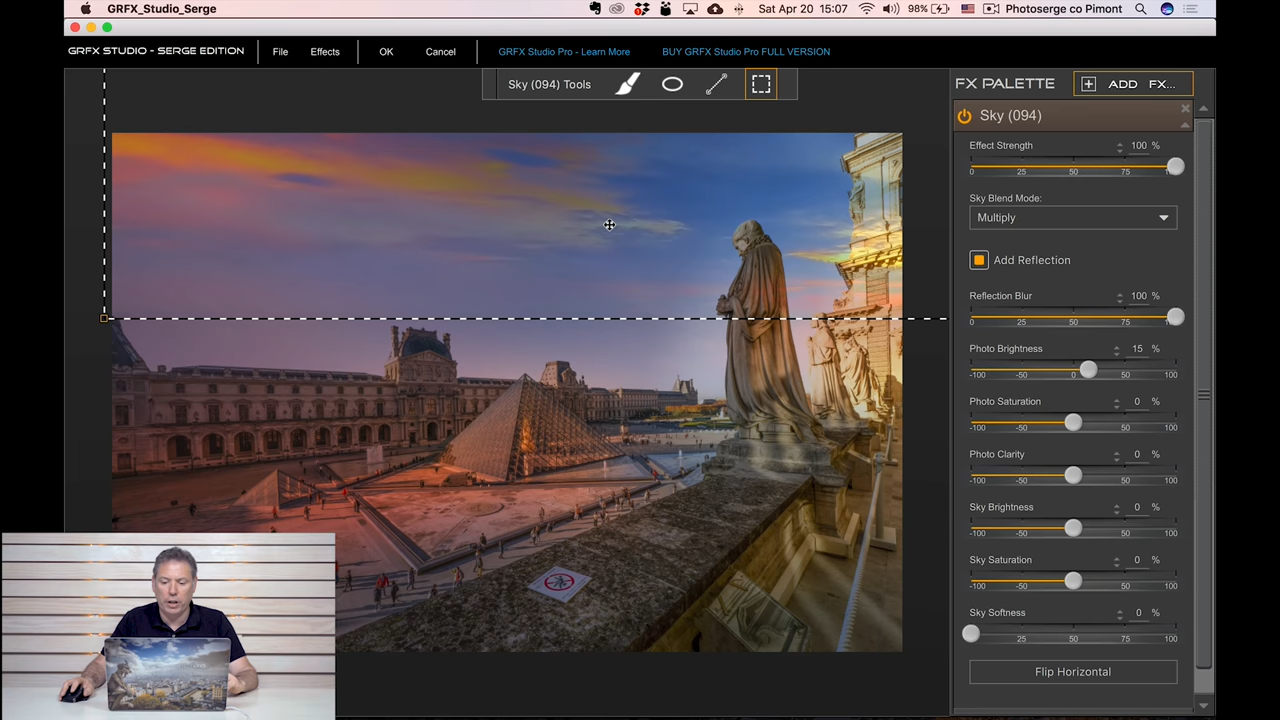 GRFX_Studio_Serge
Sat Apr 20 15:07 98% Photoserge co Pimont
GRFX STUDIO - SERGE EDITION File Effects OK Cancel GRFX Studio Pro - Learn More BUY GRFX Studio Pro FULL VERSION
Sky (094) Tools
FX PALETTE ADD FX...
Sky (094)
Effect Strength 100 %
0 25 50 75
Sky Blend Mode:
Multiply
Add Reflection
Reflection Blur 100 %
0 25 50 75
Photo Brightness 15 %
-100 -50 0 50 100
Photo Saturation 0 %
-100 -50 50 100
Photo Clarity 0 %
-100 -50 50 100
Sky Brightness 0 %
-100 -50 50 100
Sky Saturation 0 %
-100 -50 50 100
Sky Softness 0 %
25 50 75 100
Flip Horizontal